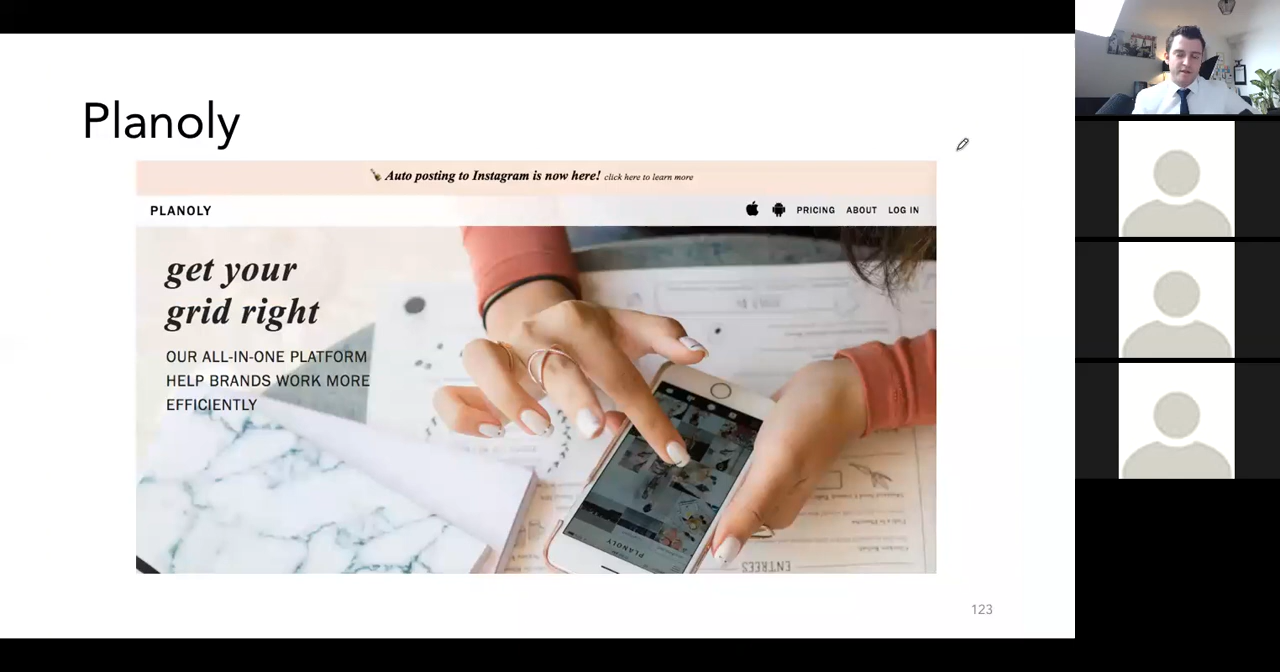 Planoly
Auto posting to Instagram is now here! click here to learn more
PLANOLY
PRICING ABOUT LOG IN
get your
grid right
OUR ALL-IN-ONE PLATFORM
HELP BRANDS WORK MORE
EFFICIENTLY
PLANOLY
ENTREES
123